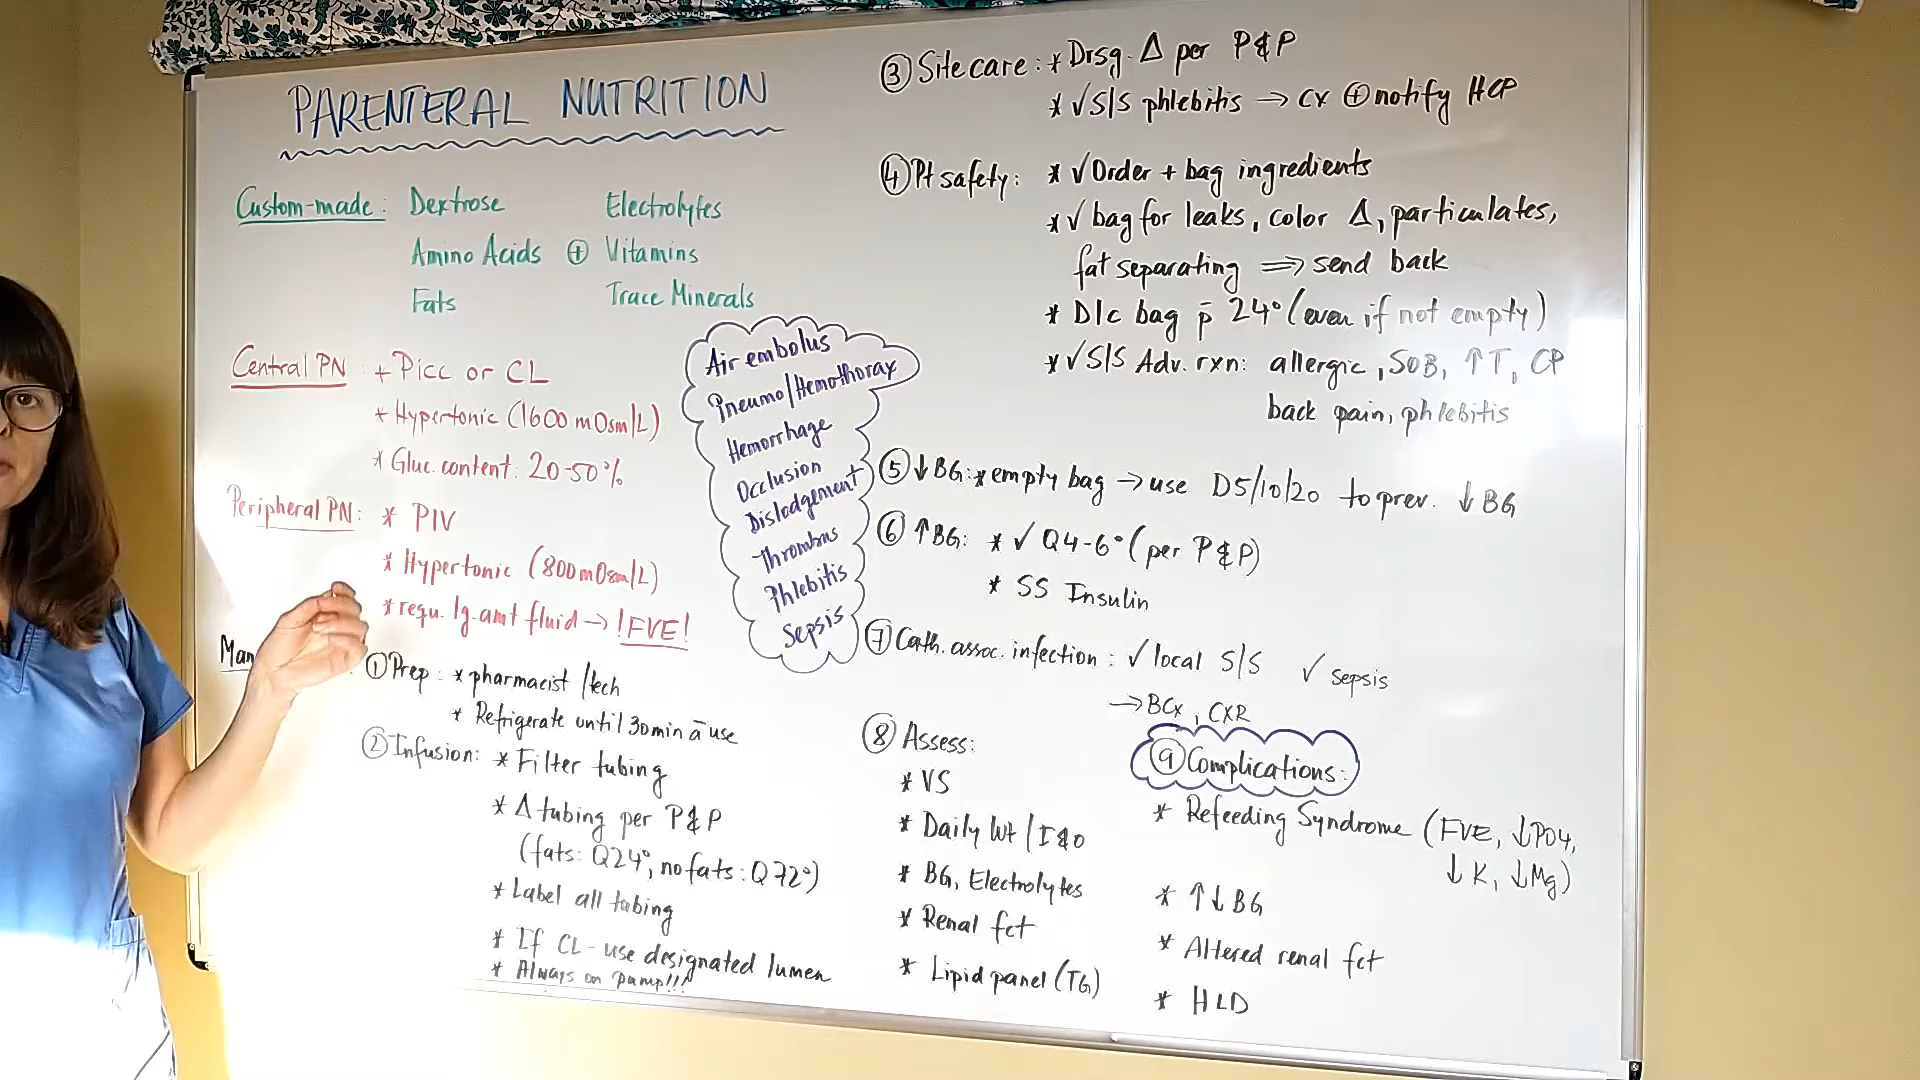 PARENTERAL NUTRITION
Custom-made: Dextrose Electrolytes
Amino Acids ⊕ Vitamins
Fats Trace Minerals
Central PN + Picc or CL
* Hypertonic (1600 mOsm/L)
* Gluc. content: 20-50%
Peripheral PN: * PIV
* Hypertonic (800 mOsm/L)
* requ. lg. amt fluid → !FVE!
Air embolus
Pneumo/Hemothorax
Hemorrhage
Occlusion
Dislodgement
Thrombus
Phlebitis
Sepsis
Man
① Prep: * pharmacist /tech
* Refrigerate until 30min ā use
② Infusion: * Filter tubing
* Δ tubing per P&P
(fats: Q24°, no fats: Q72°)
* Label all tubing
* If CL - use designated lumen
* Always on pump!!!
③ Site care: * Drsg. Δ per P&P
* √S/S phlebitis → cx ⊕ notify HCP
④ Pt safety: * √Order + bag ingredients
* √ bag for leaks, color Δ, particulates,
fat separating ⇒ send back
* D/c bag p̄ 24° (even if not empty)
* √S/S Adv. rxn: allergic, SOB, ↑T, CP
back pain, phlebitis
⑤ ↓BG: * empty bag → use D5/10/20 to prev. ↓BG
⑥ ↑BG: * √ Q4-6° (per P&P)
* SS Insulin
⑦ Cath. assoc. infection: √ local S/S √ sepsis
→ BCx, CXR
⑧ Assess:
* VS
* Daily Wt / I&O
* BG, Electrolytes
* Renal fct
* Lipid panel (TG)
⑨ Complications:
* Refeeding Syndrome (FVE, ↓PO4,
↓K, ↓Mg)
* ↑↓BG
* Altered renal fct
* HLD